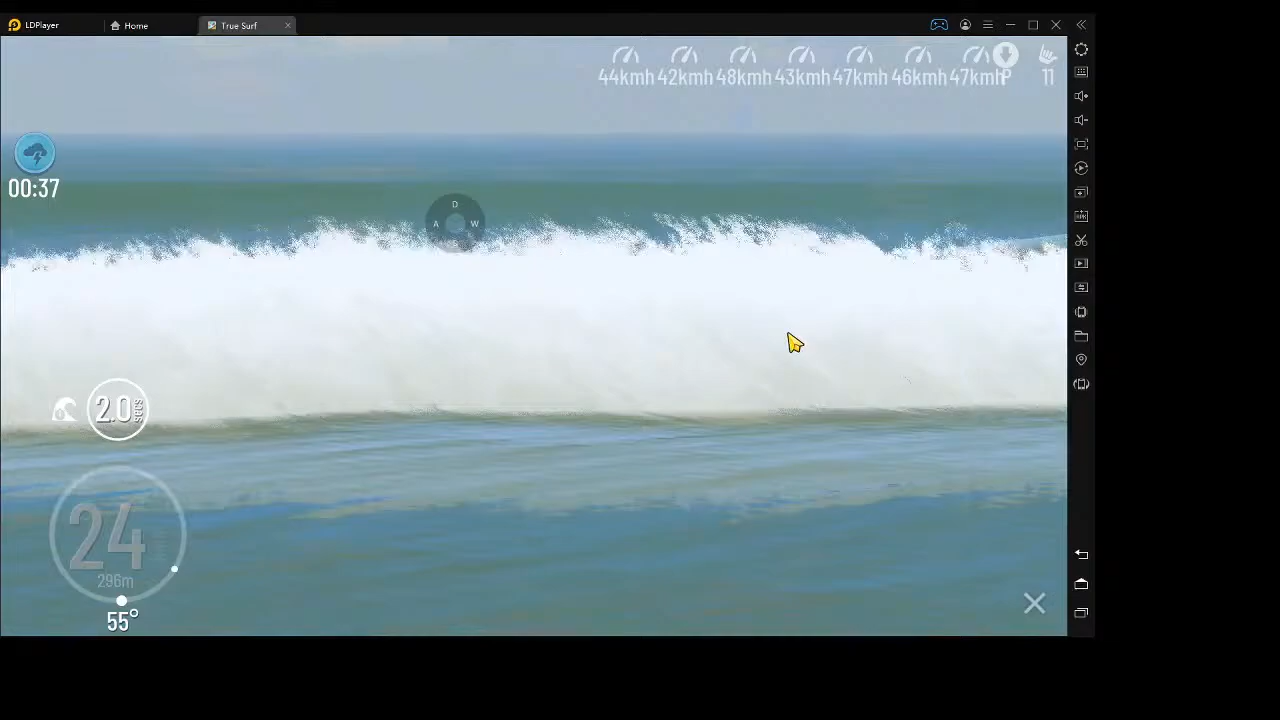 LDPlayer
Home
True Surf
44kmh 42kmh 48kmh 43kmh 47kmh 46kmh 47kmh P 11
00:37
D
A W
2.0 secs
24
296m
55°